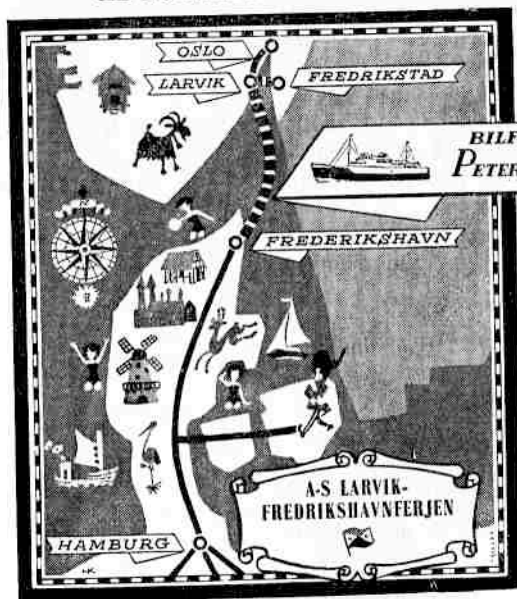 OSLO
LARVIK
FREDRIKSTAD
BILF
PETER
FREDERIKSHAVN
A-S LARVIK-
FREDRIKSHAVNFERJEN
HAMBURG